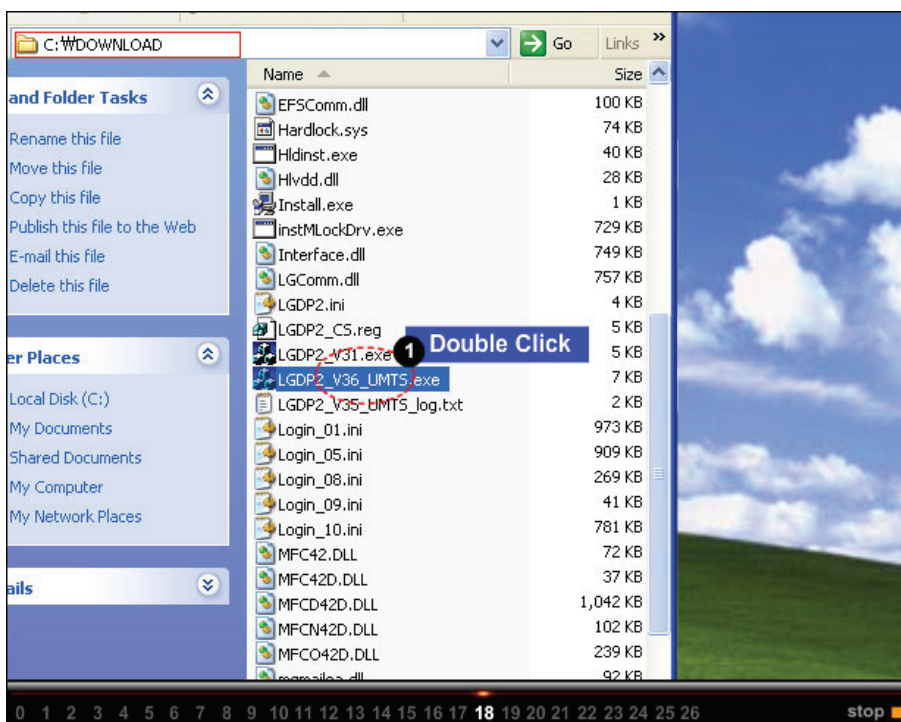 C:₩DOWNLOAD
Go
Links
»
and Folder Tasks
Rename this file
Move this file
Copy this file
Publish this file to the Web
E-mail this file
Delete this file
er Places
Local Disk (C:)
My Documents
Shared Documents
My Computer
My Network Places
ails
Name Size
EFSComm.dll 100 KB
Hardlock.sys 74 KB
Hldinst.exe 40 KB
Hlvdd.dll 28 KB
Install.exe 1 KB
instMLockDrv.exe 729 KB
Interface.dll 749 KB
LGComm.dll 757 KB
LGDP2.ini 4 KB
LGDP2_CS.reg 5 KB
LGDP2_V31.exe 5 KB
1 Double Click
LGDP2_V36_UMTS.exe 7 KB
LGDP2_V35_UMTS_log.txt 2 KB
Login_01.ini 973 KB
Login_05.ini 909 KB
Login_08.ini 269 KB
Login_09.ini 41 KB
Login_10.ini 781 KB
MFC42.DLL 72 KB
MFC42D.DLL 37 KB
MFCD42D.DLL 1,042 KB
MFCN42D.DLL 102 KB
MFCO42D.DLL 239 KB
92 KB
0 1 2 3 4 5 6 7 8 9 10 11 12 13 14 15 16 17 18 19 20 21 22 23 24 25 26 stop